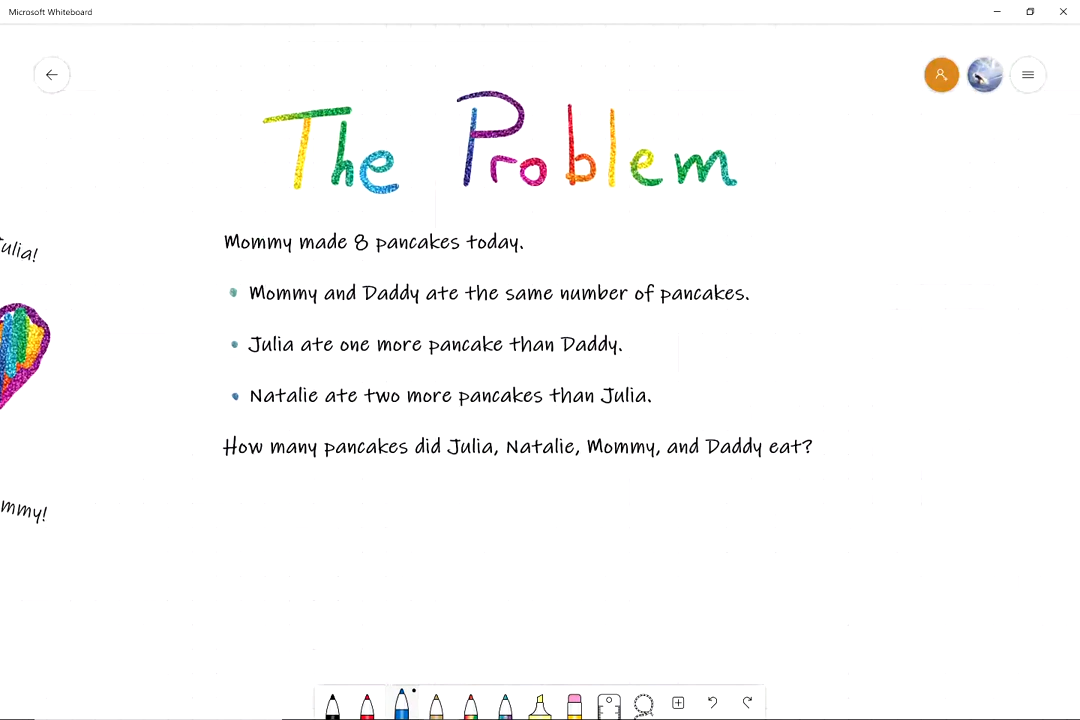 Microsoft Whiteboard
The Problem
Mommy made 8 pancakes today.
ulia!
• Mommy and Daddy ate the same number of pancakes.
• Julia ate one more pancake than Daddy.
• Natalie ate two more pancakes than Julia.
How many pancakes did Julia, Natalie, Mommy, and Daddy eat?
mmy!